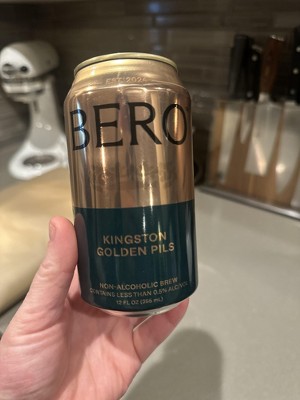 EST 2024
BERO
KINGSTON
GOLDEN PILS
NON-ALCOHOLIC BREW
CONTAINS LESS THAN 0.5% ALCOHOL
12 FL OZ (355 mL)